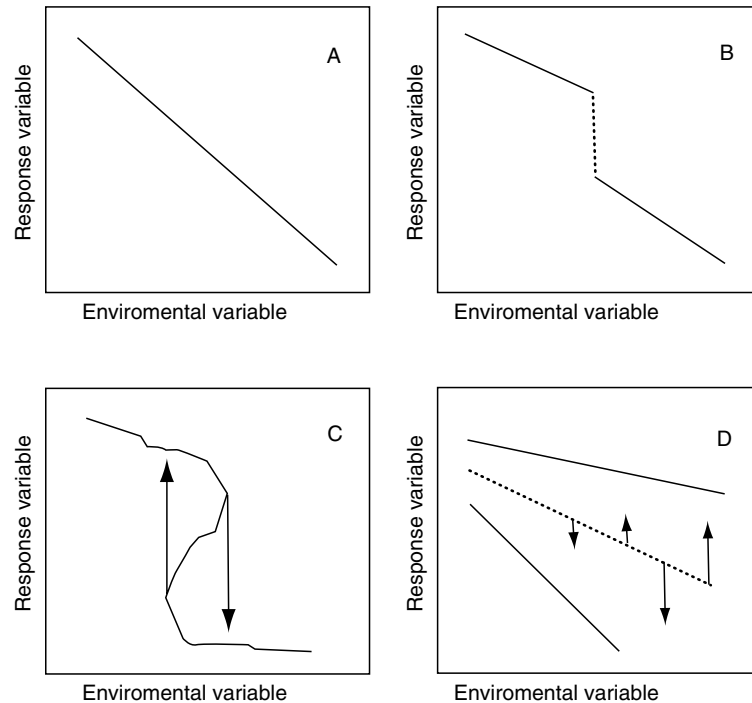 A
Response variable
Enviromental variable
B
Response variable
Enviromental variable
C
Response variable
Enviromental variable
D
Response variable
Enviromental variable